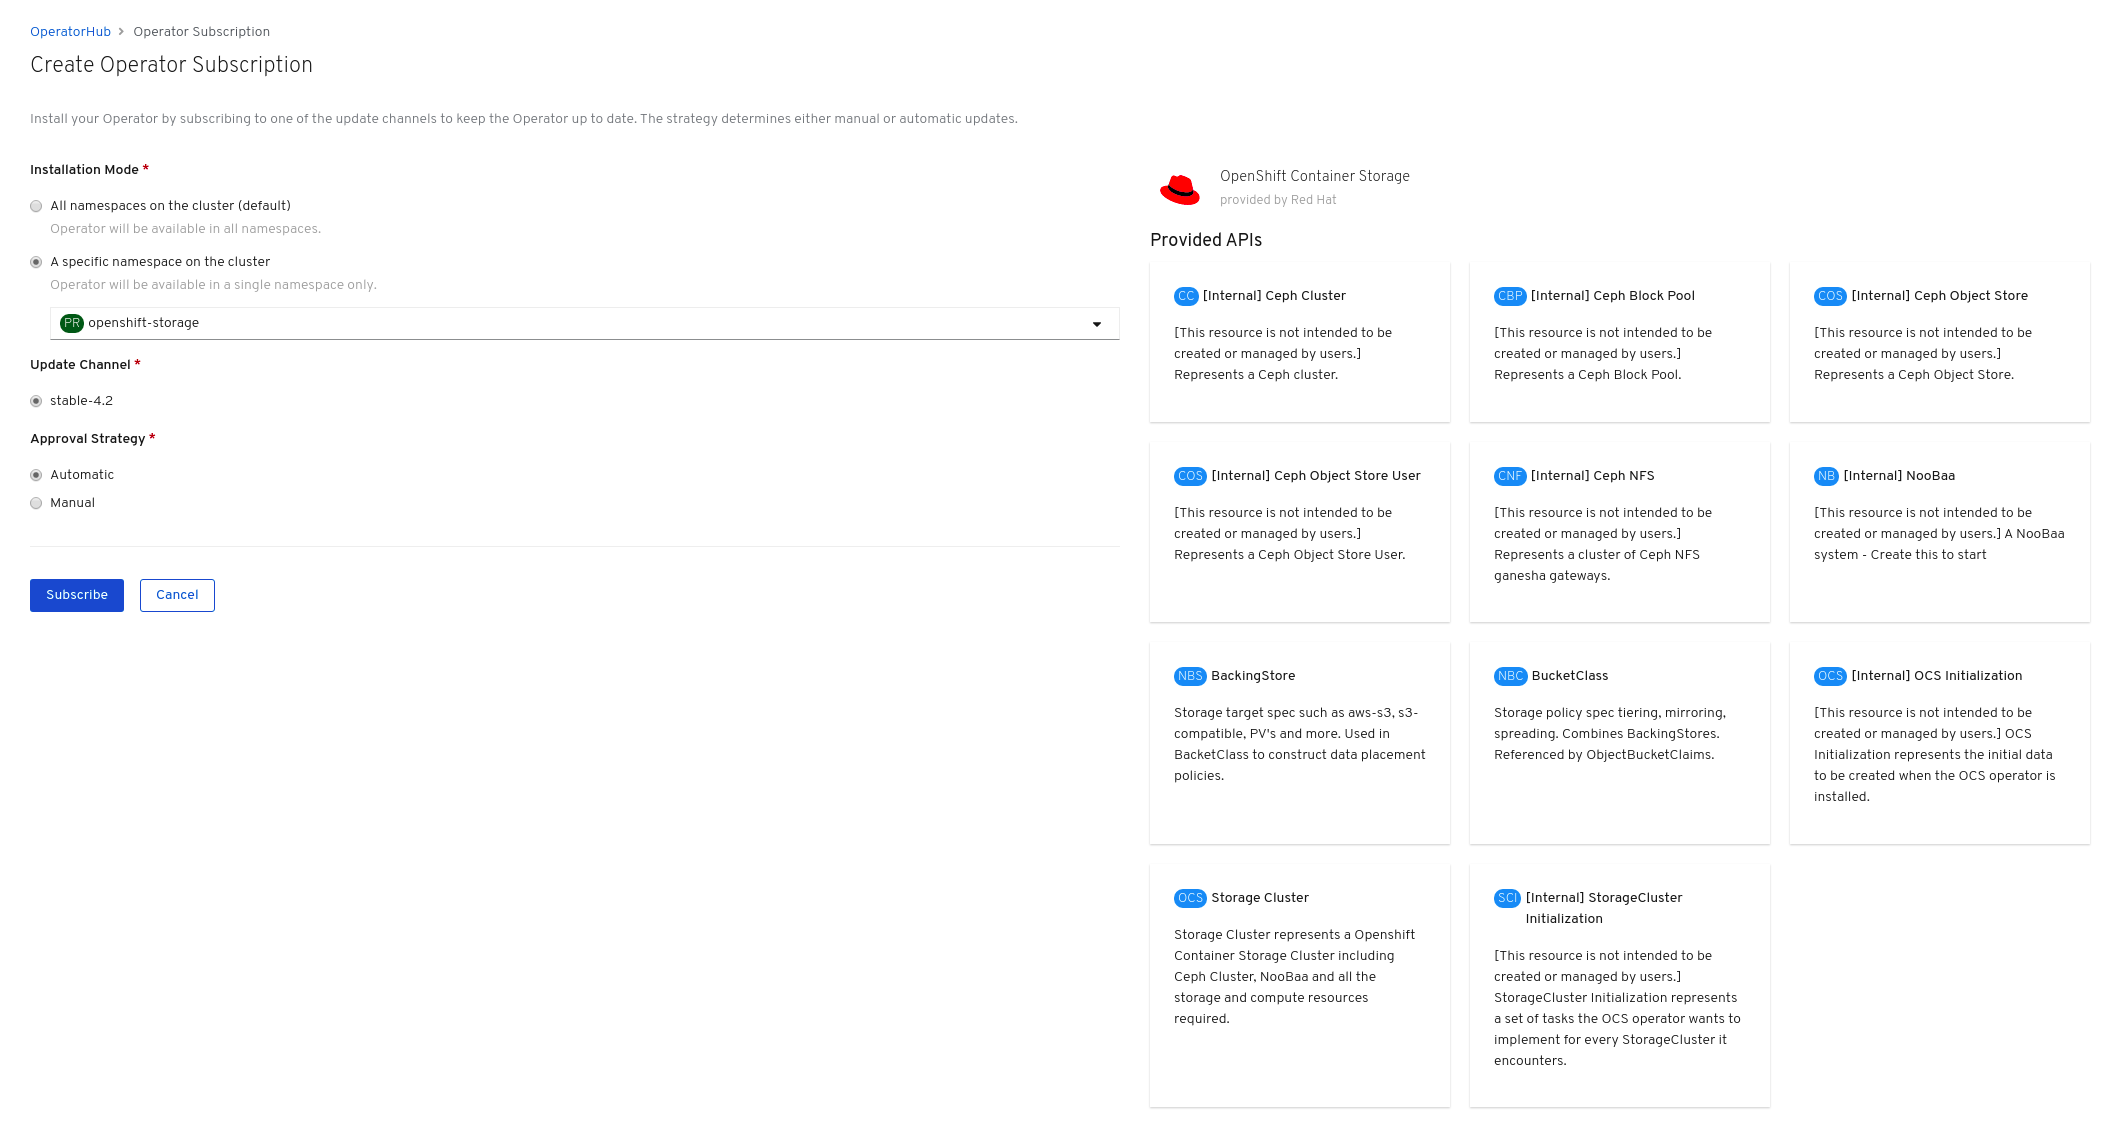 OperatorHub > Operator Subscription
Create Operator Subscription
Install your Operator by subscribing to one of the update channels to keep the Operator up to date. The strategy determines either manual or automatic updates.
Installation Mode *
All namespaces on the cluster (default)
Operator will be available in all namespaces.
A specific namespace on the cluster
Operator will be available in a single namespace only.
PR openshift-storage
Update Channel *
stable-4.2
Approval Strategy *
Automatic
Manual
Subscribe
Cancel
OpenShift Container Storage
provided by Red Hat
Provided APIs
CC [Internal] Ceph Cluster
[This resource is not intended to be
created or managed by users.]
Represents a Ceph cluster.
CBP [Internal] Ceph Block Pool
[This resource is not intended to be
created or managed by users.]
Represents a Ceph Block Pool.
COS [Internal] Ceph Object Store
[This resource is not intended to be
created or managed by users.]
Represents a Ceph Object Store.
COS [Internal] Ceph Object Store User
[This resource is not intended to be
created or managed by users.]
Represents a Ceph Object Store User.
CNF [Internal] Ceph NFS
[This resource is not intended to be
created or managed by users.]
Represents a cluster of Ceph NFS
ganesha gateways.
NB [Internal] NooBaa
[This resource is not intended to be
created or managed by users.] A NooBaa
system - Create this to start
NBS BackingStore
Storage target spec such as aws-s3, s3-
compatible, PV's and more. Used in
BacketClass to construct data placement
policies.
NBC BucketClass
Storage policy spec tiering, mirroring,
spreading. Combines BackingStores.
Referenced by ObjectBucketClaims.
OCS [Internal] OCS Initialization
[This resource is not intended to be
created or managed by users.] OCS
Initialization represents the initial data
to be created when the OCS operator is
installed.
OCS Storage Cluster
Storage Cluster represents a Openshift
Container Storage Cluster including
Ceph Cluster, NooBaa and all the
storage and compute resources
required.
SCI [Internal] StorageCluster
Initialization
[This resource is not intended to be
created or managed by users.]
StorageCluster Initialization represents
a set of tasks the OCS operator wants to
implement for every StorageCluster it
encounters.